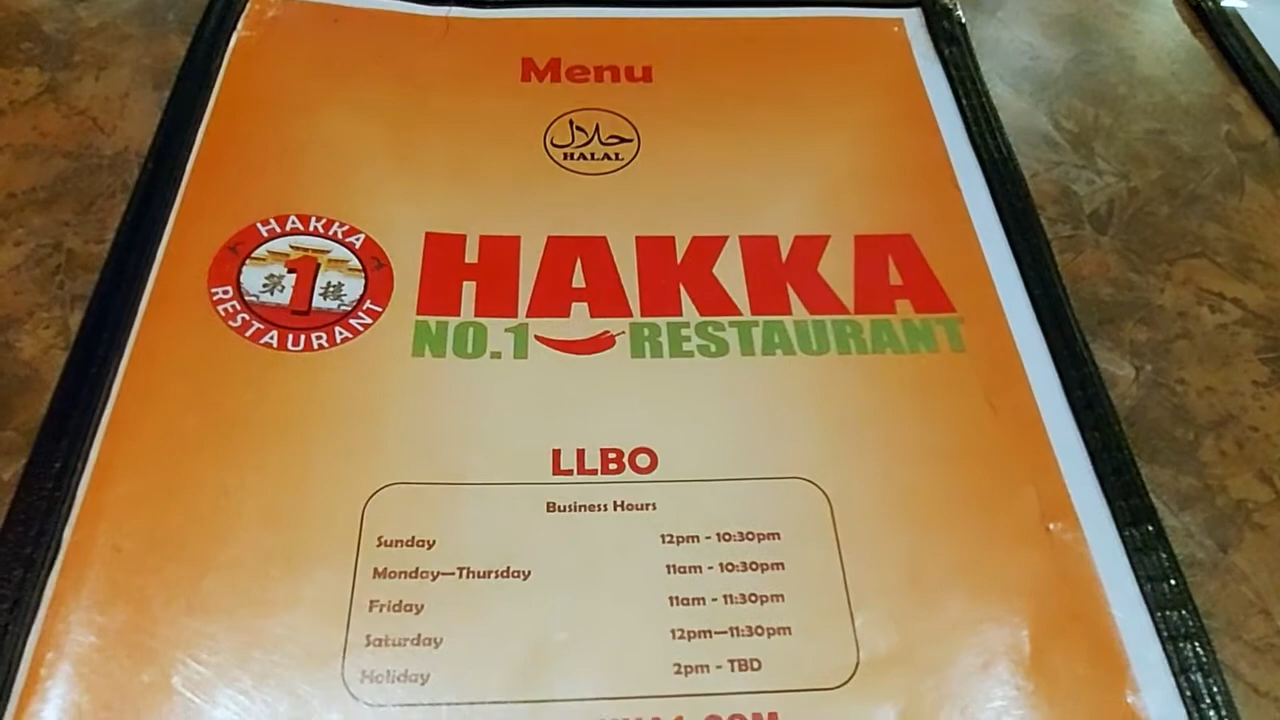 Menu
حلال
HALAL
HAKKA
第1楼
RESTAURANT
HAKKA
NO.1 RESTAURANT
LLBO
Business Hours
Sunday 12pm - 10:30pm
Monday—Thursday 11am - 10:30pm
Friday 11am - 11:30pm
Saturday 12pm—11:30pm
Holiday 2pm - TBD